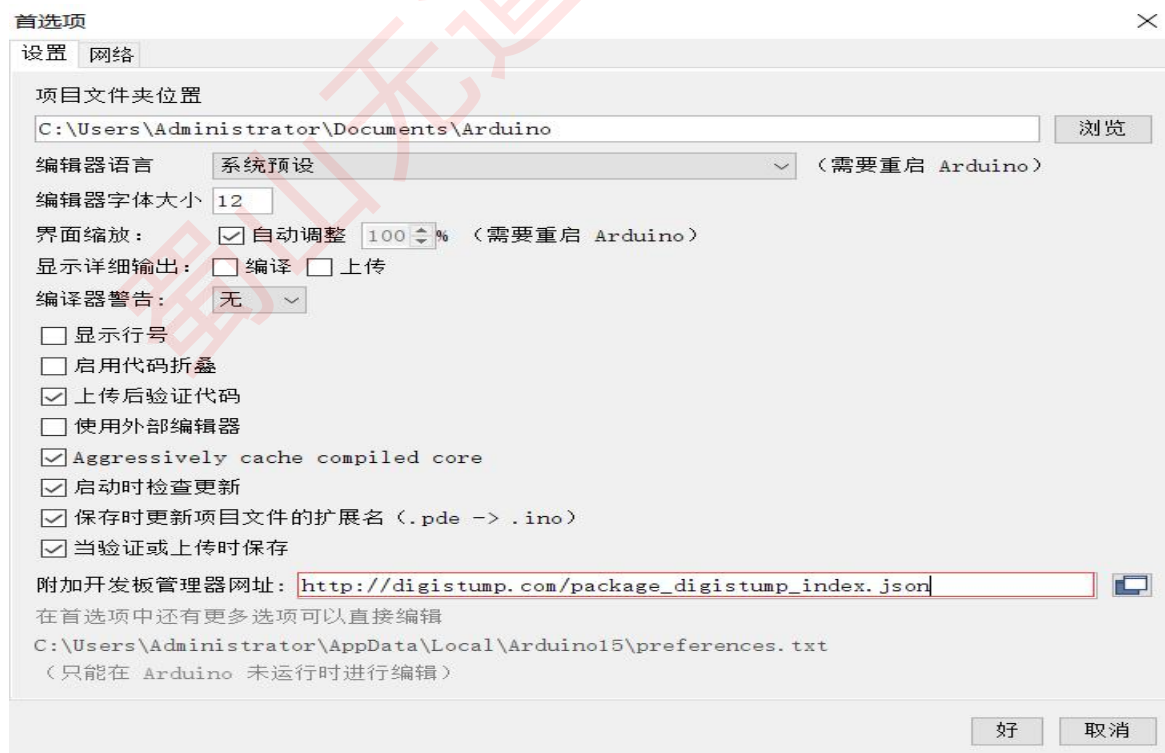 首选项
设置 网络
项目文件夹位置
C:\Users\Administrator\Documents\Arduino 浏览
编辑器语言 系统预设 （需要重启 Arduino）
编辑器字体大小 12
界面缩放： 自动调整 100 % （需要重启 Arduino）
显示详细输出： 编译 上传
编译器警告： 无
显示行号
启用代码折叠
上传后验证代码
使用外部编辑器
Aggressively cache compiled core
启动时检查更新
保存时更新项目文件的扩展名（.pde -> .ino）
当验证或上传时保存
附加开发板管理器网址： http://digistump.com/package_digistump_index.json
在首选项中还有更多选项可以直接编辑
C:\Users\Administrator\AppData\Local\Arduino15\preferences.txt
（只能在 Arduino 未运行时进行编辑）
好 取消
蜀山无道